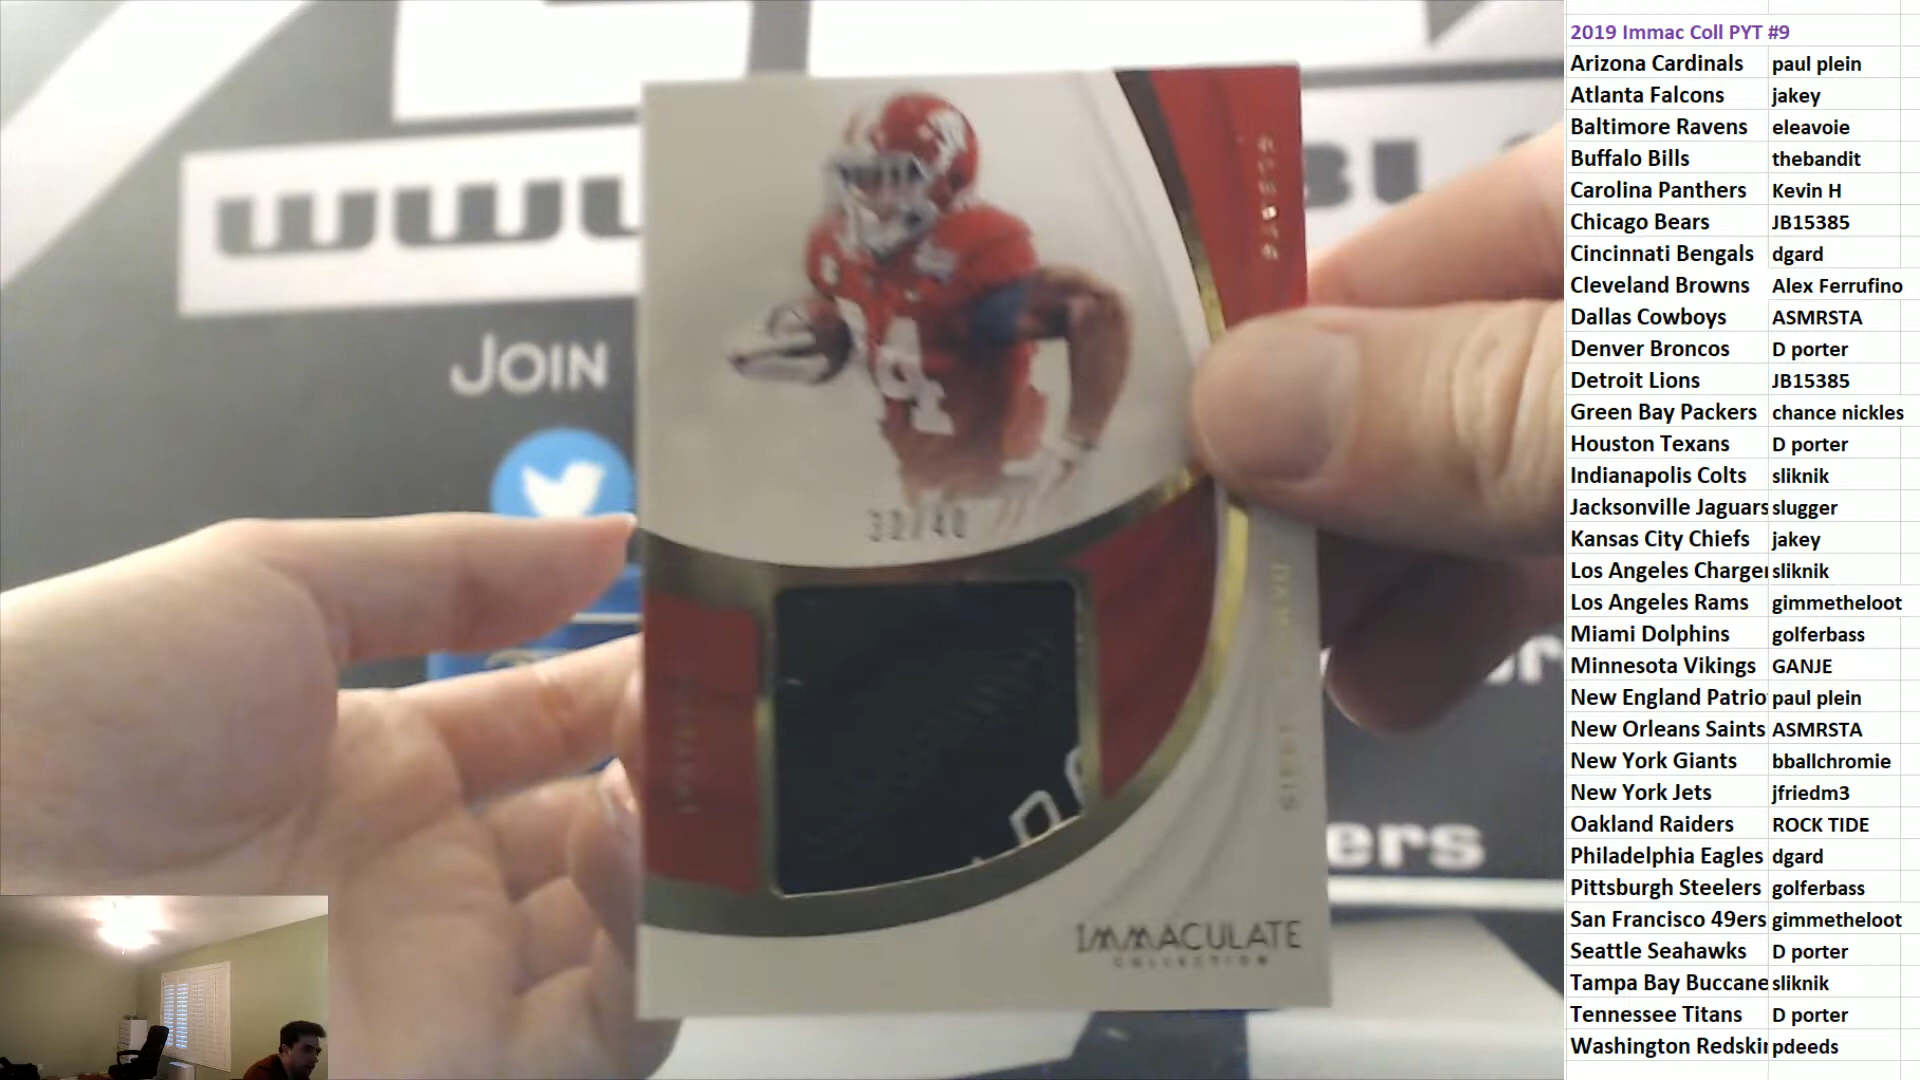 2019 Immac Coll PYT #9
Arizona Cardinals paul plein
Atlanta Falcons jakey
Baltimore Ravens eleavoie
Buffalo Bills thebandit
Carolina Panthers Kevin H
Chicago Bears JB15385
Cincinnati Bengals dgard
Cleveland Browns Alex Ferrufino
Dallas Cowboys ASMRSTA
Denver Broncos D porter
Detroit Lions JB15385
Green Bay Packers chance nickles
Houston Texans D porter
Indianapolis Colts sliknik
Jacksonville Jaguars slugger
Kansas City Chiefs jakey
Los Angeles Charger sliknik
Los Angeles Rams gimmetheloot
Miami Dolphins golferbass
Minnesota Vikings GANJE
New England Patrio paul plein
New Orleans Saints ASMRSTA
New York Giants bballchromie
New York Jets jfriedm3
Oakland Raiders ROCK TIDE
Philadelphia Eagles dgard
Pittsburgh Steelers golferbass
San Francisco 49ers gimmetheloot
Seattle Seahawks D porter
Tampa Bay Buccane sliknik
Tennessee Titans D porter
Washington Redski pdeeds
JOIN
14
IMMACULATE
COLLECTION
ers